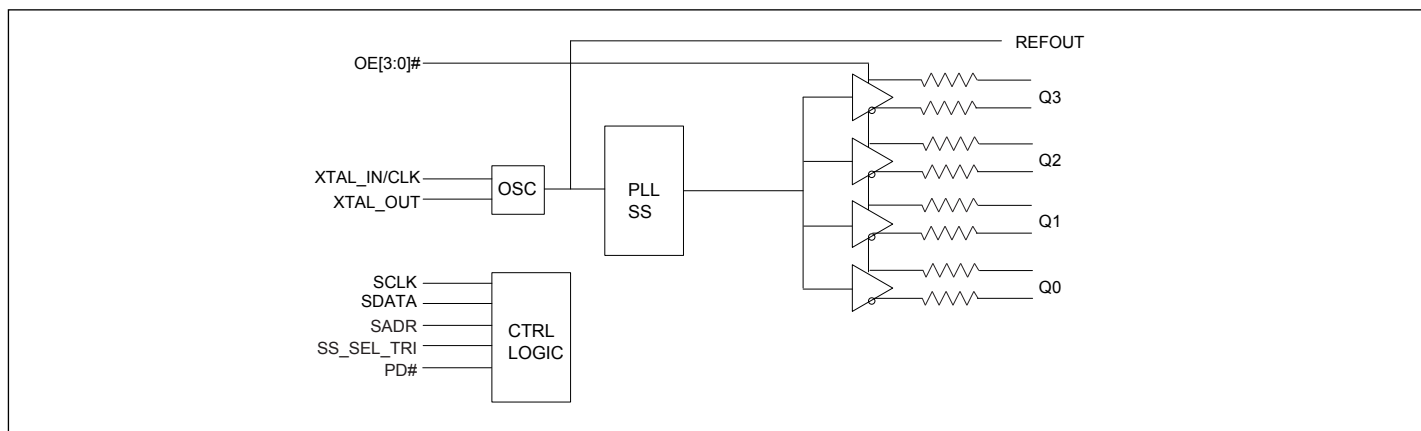 REFOUT
OE[3:0]#
Q3
Q2
XTAL_IN/CLK
XTAL_OUT
OSC
PLL
SS
Q1
Q0
SCLK
SDATA
SADR
SS_SEL_TRI
PD#
CTRL
LOGIC